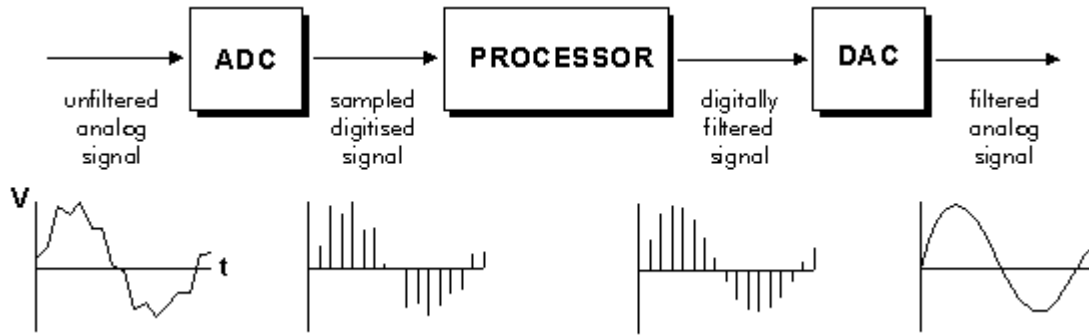 ADC
PROCESSOR
DAC
unfiltered
analog
signal
sampled
digitised
signal
digitally
filtered
signal
filtered
analog
signal
V
t